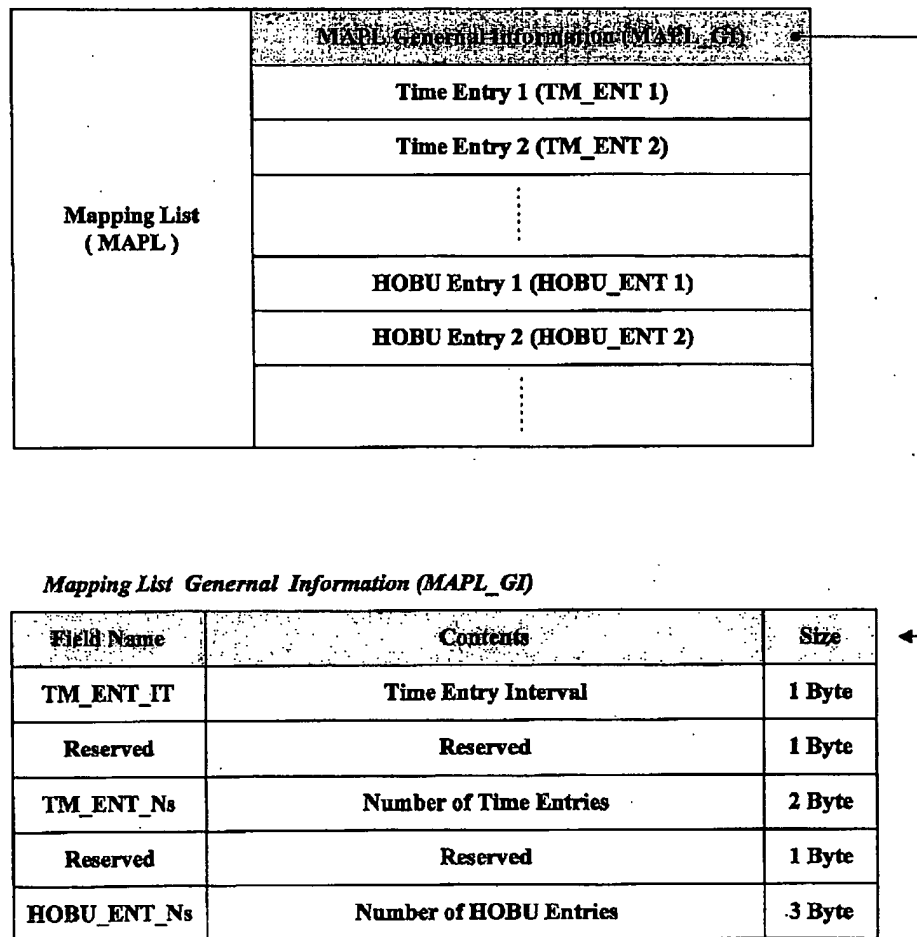 MAPL Genernal Information (MAPL_GI)
Time Entry 1 (TM_ENT 1)
Time Entry 2 (TM_ENT 2)
Mapping List
( MAPL )
HOBU Entry 1 (HOBU_ENT 1)
HOBU Entry 2 (HOBU_ENT 2)
Mapping List Genernal Information (MAPL_GI)
Field Name Contents Size
TM_ENT_IT Time Entry Interval 1 Byte
Reserved Reserved 1 Byte
TM_ENT_Ns Number of Time Entries 2 Byte
Reserved Reserved 1 Byte
HOBU_ENT_Ns Number of HOBU Entries 3 Byte